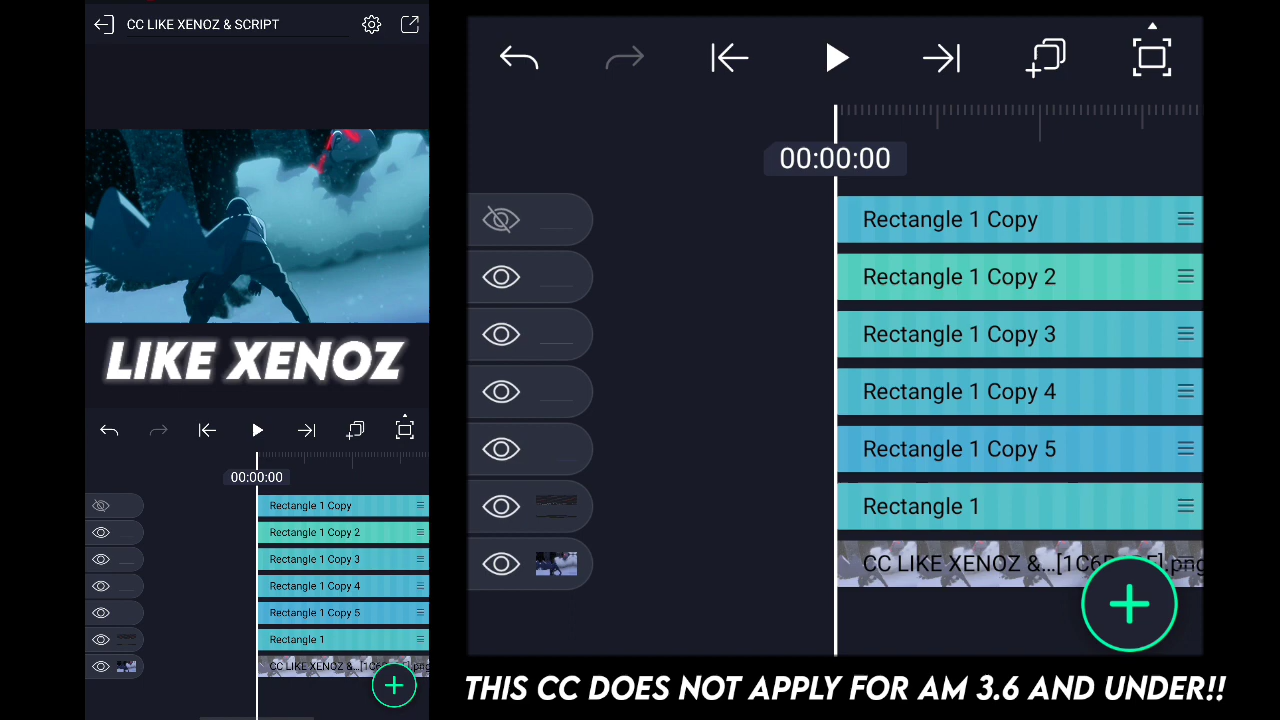 CC LIKE XENOZ & SCRIPT
LIKE XENOZ
00:00:00
Rectangle 1 Copy
Rectangle 1 Copy 2
Rectangle 1 Copy 3
Rectangle 1 Copy 4
Rectangle 1 Copy 5
Rectangle 1
00:00:00
Rectangle 1 Copy
Rectangle 1 Copy 2
Rectangle 1 Copy 3
Rectangle 1 Copy 4
Rectangle 1 Copy 5
Rectangle 1
CC LIKE XENOZ &...
THIS CC DOES NOT APPLY FOR AM 3.6 AND UNDER!!